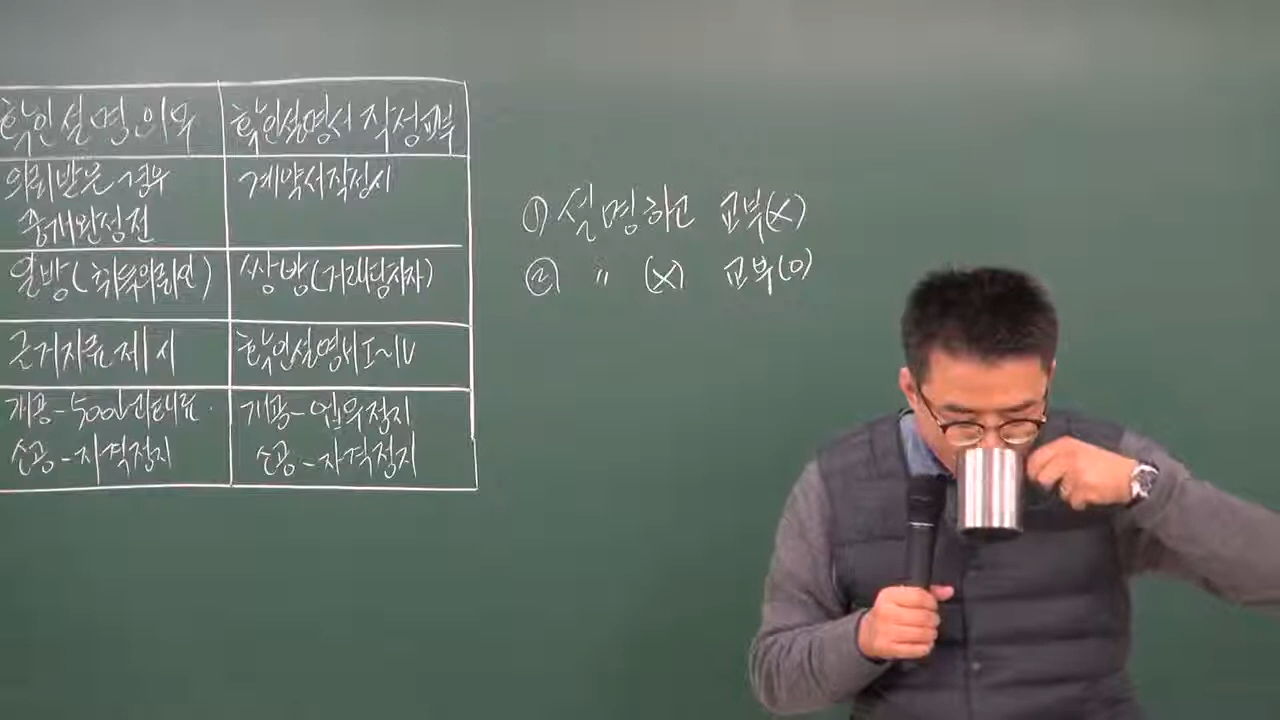 확인설명의무
확인설명서 작성교부
의뢰받은 경우
중개완성전
계약서작성시
일방(취득의뢰인)
쌍방(거래당사자)
근거자료제시
확인설명서 I~IV
개공-500만↓과태료
소공-자격정지
개공-업무정지
소공-자격정지
① 설명하고 교부(X)
② 〃 (X) 교부(O)